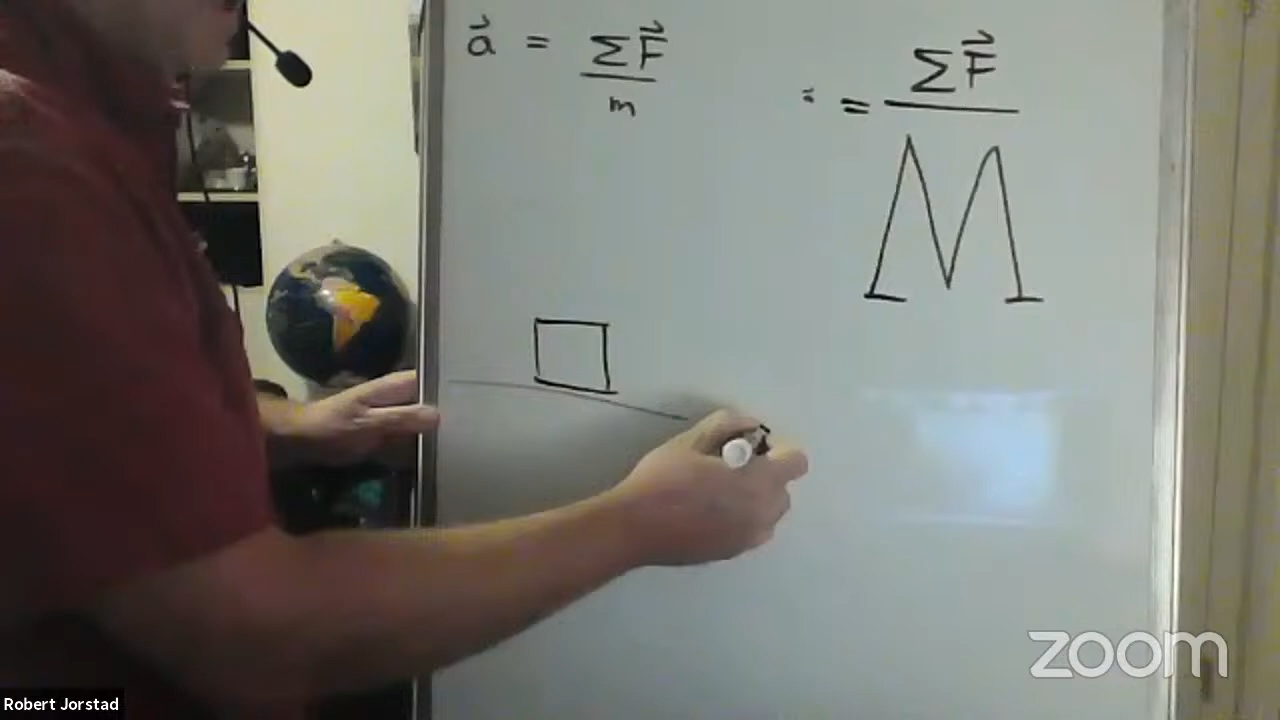 a⃗ = ΣF⃗ / m
.. = ΣF⃗ / M
zoom
Robert Jorstad